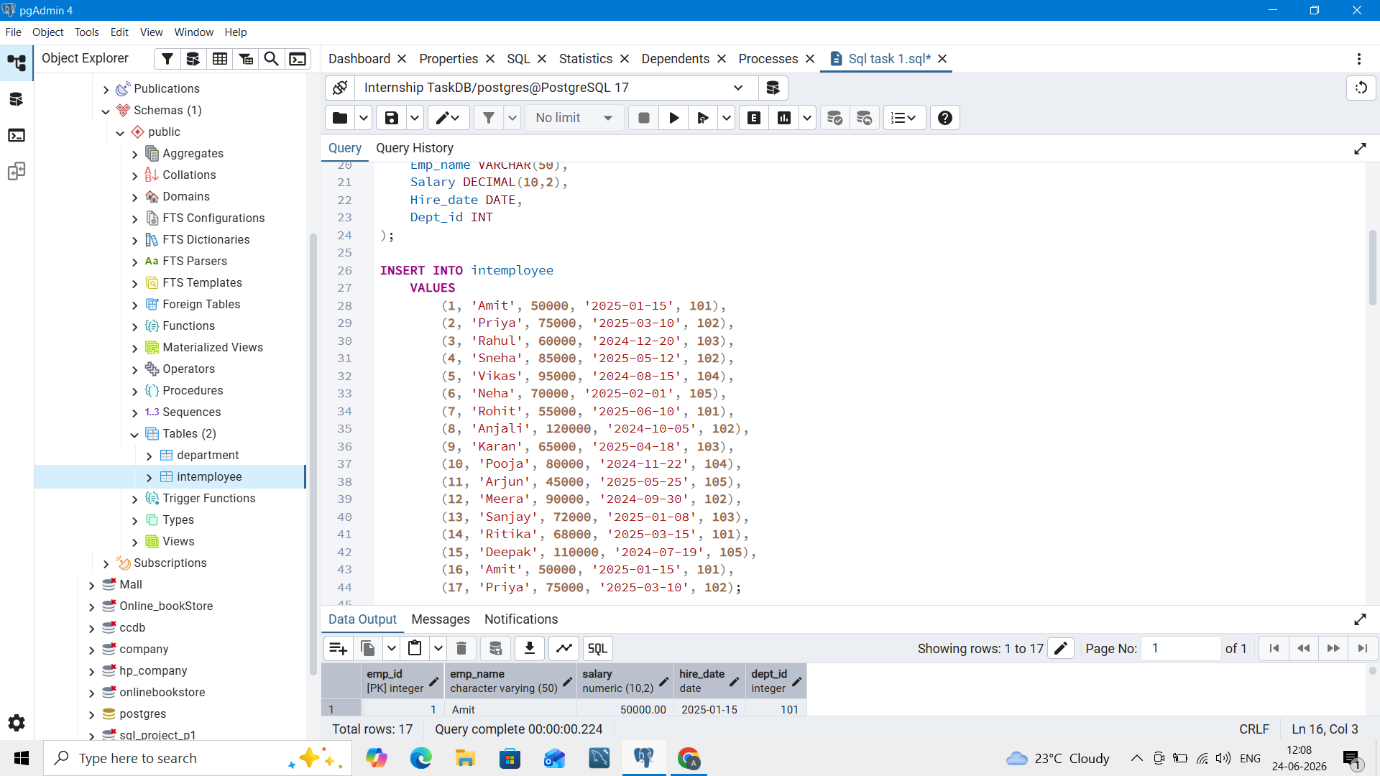 pgAdmin 4
File Object Tools Edit View Window Help
Object Explorer
Dashboard Properties SQL Statistics Dependents Processes Sql task 1.sql*
Internship TaskDB/postgres@PostgreSQL 17
No limit
E
Query Query History
Publications
Schemas (1)
public
Aggregates
Collations
Domains
FTS Configurations
FTS Dictionaries
FTS Parsers
FTS Templates
Foreign Tables
Functions
Materialized Views
Operators
Procedures
1..3 Sequences
Tables (2)
department
intemployee
Trigger Functions
Types
Views
Subscriptions
Mall
Online_bookStore
ccdb
company
hp_company
onlinebookstore
postgres
sql_project_p1
20 Emp_name VARCHAR(50),
21 Salary DECIMAL(10,2),
22 Hire_date DATE,
23 Dept_id INT
24 );
25
26 INSERT INTO intemployee
27 VALUES
28 (1, 'Amit', 50000, '2025-01-15', 101),
29 (2, 'Priya', 75000, '2025-03-10', 102),
30 (3, 'Rahul', 60000, '2024-12-20', 103),
31 (4, 'Sneha', 85000, '2025-05-12', 102),
32 (5, 'Vikas', 95000, '2024-08-15', 104),
33 (6, 'Neha', 70000, '2025-02-01', 105),
34 (7, 'Rohit', 55000, '2025-06-10', 101),
35 (8, 'Anjali', 120000, '2024-10-05', 102),
36 (9, 'Karan', 65000, '2025-04-18', 103),
37 (10, 'Pooja', 80000, '2024-11-22', 104),
38 (11, 'Arjun', 45000, '2025-05-25', 105),
39 (12, 'Meera', 90000, '2024-09-30', 102),
40 (13, 'Sanjay', 72000, '2025-01-08', 103),
41 (14, 'Ritika', 68000, '2025-03-15', 101),
42 (15, 'Deepak', 110000, '2024-07-19', 105),
43 (16, 'Amit', 50000, '2025-01-15', 101),
44 (17, 'Priya', 75000, '2025-03-10', 102);
45
Data Output Messages Notifications
SQL Showing rows: 1 to 17 Page No: 1 of 1
emp_id emp_name salary hire_date dept_id
[PK] integer character varying (50) numeric (10,2) date integer
1 1 Amit 50000.00 2025-01-15 101
Total rows: 17 Query complete 00:00:00.224 CRLF Ln 16, Col 3
Type here to search 23°C Cloudy ENG 12:08
24-06-2026 1